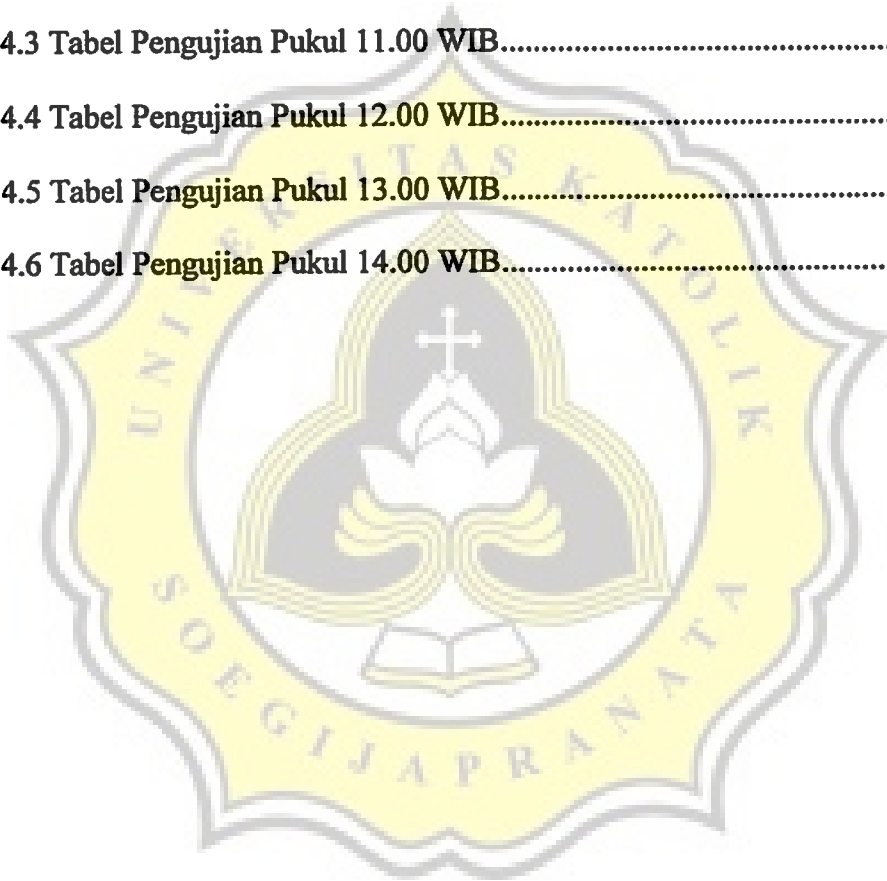 4.3 Tabel Pengujian Pukul 11.00 WIB................................................
4.4 Tabel Pengujian Pukul 12.00 WIB................................................
4.5 Tabel Pengujian Pukul 13.00 WIB................................................
4.6 Tabel Pengujian Pukul 14.00 WIB................................................
UNIVERSITAS KATOLIK
SOEGIJAPRANATA